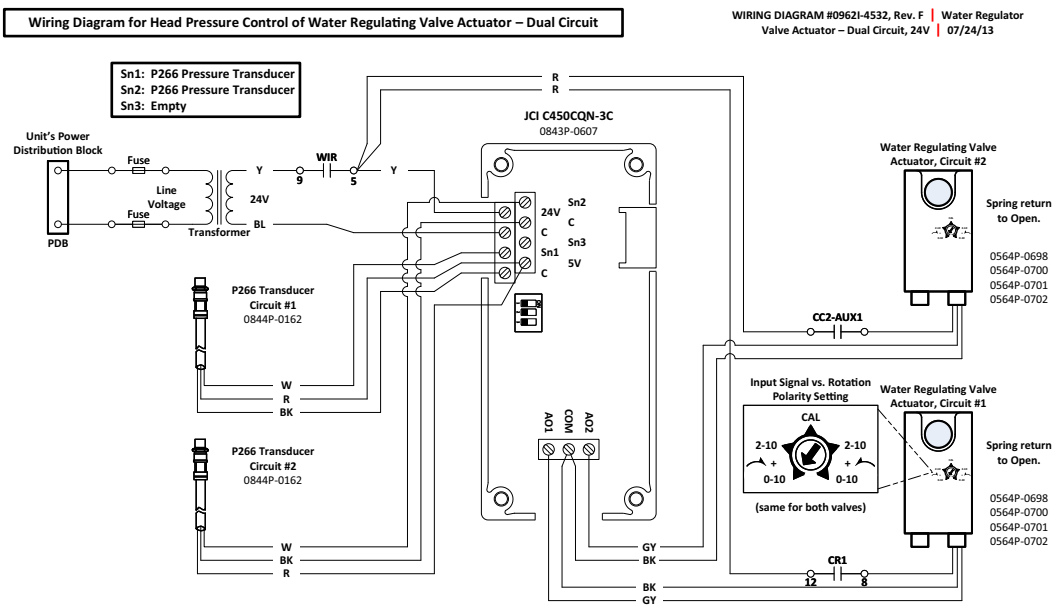 Wiring Diagram for Head Pressure Control of Water Regulating Valve Actuator – Dual Circuit
WIRING DIAGRAM #0962I-4532, Rev. F | Water Regulator
Valve Actuator – Dual Circuit, 24V | 07/24/13
Sn1: P266 Pressure Transducer
Sn2: P266 Pressure Transducer
Sn3: Empty
R
R
JCI C450CQN-3C
0843P-0607
Unit's Power
Distribution Block
Fuse
Line
Voltage
Fuse
PDB
Transformer
24V
Y
BL
9
WIR
5
Y
Sn2
24V
C
C
Sn3
Sn1
5V
C
Water Regulating Valve
Actuator, Circuit #2
Spring return
to Open.
0564P-0698
0564P-0700
0564P-0701
0564P-0702
P266 Transducer
Circuit #1
0844P-0162
W
R
BK
CC2-AUX1
Input Signal vs. Rotation
Polarity Setting
CAL
2-10
2-10
+
+
0-10
0-10
(same for both valves)
Water Regulating Valve
Actuator, Circuit #1
Spring return
to Open.
0564P-0698
0564P-0700
0564P-0701
0564P-0702
AO1
COM
AO2
P266 Transducer
Circuit #2
0844P-0162
W
BK
R
GY
BK
BK
GY
CR1
12
8